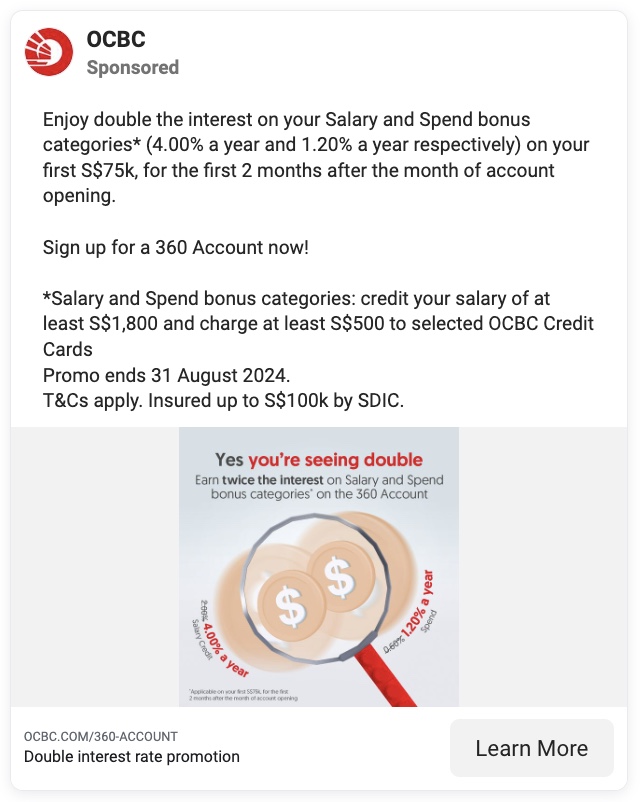 OCBC
Sponsored
Enjoy double the interest on your Salary and Spend bonus
categories* (4.00% a year and 1.20% a year respectively) on your
first S$75k, for the first 2 months after the month of account
opening.
Sign up for a 360 Account now!
*Salary and Spend bonus categories: credit your salary of at
least S$1,800 and charge at least S$500 to selected OCBC Credit
Cards
Promo ends 31 August 2024.
T&Cs apply. Insured up to S$100k by SDIC.
Yes you're seeing double
Earn twice the interest on Salary and Spend
bonus categories* on the 360 Account
$
$
2.00% 4.00% a year
Salary Credit
0.60% 1.20% a year
Spend
*Applicable on your first S$75k, for the first
2 months after the month of account opening
OCBC.COM/360-ACCOUNT
Double interest rate promotion
Learn More